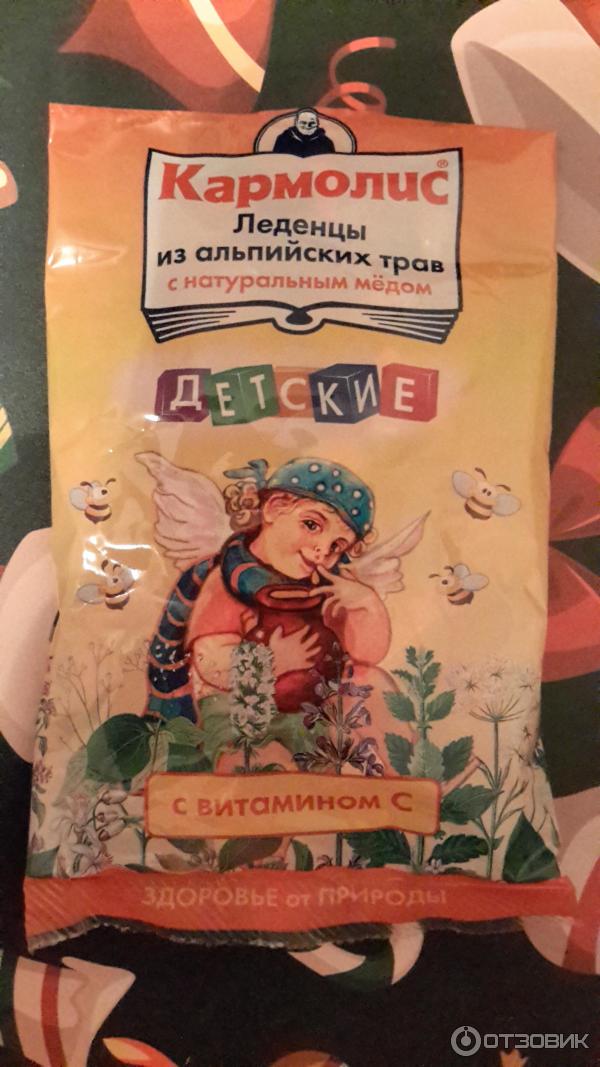 Кармолис®
Леденцы
из альпийских трав
с натуральным мёдом
ДЕТСКИЕ
с витамином С
ЗДОРОВЬЕ от ПРИРОДЫ
ОТЗОВИК